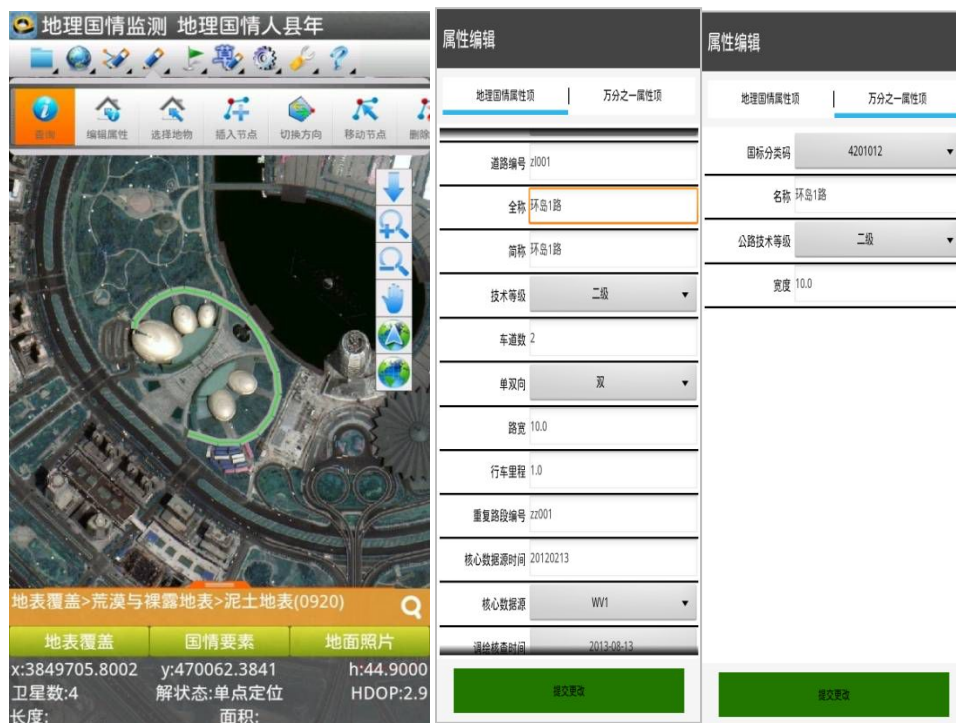 地理国情监测 地理国情人县年
查询 编辑属性 选择地物 插入节点 切换方向 移动节点 删除
地表覆盖>荒漠与裸露地表>泥土地表(0920)
地表覆盖 国情要素 地面照片
x:3849705.8002 y:470062.3841 h:44.9000
卫星数:4 解状态:单点定位 HDOP:2.9
长度: 面积:
属性编辑
地理国情属性项 万分之一属性项
道路编号 zl001
全称 环岛1路
简称 环岛1路
技术等级 二级
车道数 2
单双向 双
路宽 10.0
行车里程 1.0
重复路段编号 zz001
核心数据源时间 20120213
核心数据源 WV1
调绘核查时间 2013-08-13
提交更改
属性编辑
地理国情属性项 万分之一属性项
国标分类码 4201012
名称 环岛1路
公路技术等级 二级
宽度 10.0
提交更改